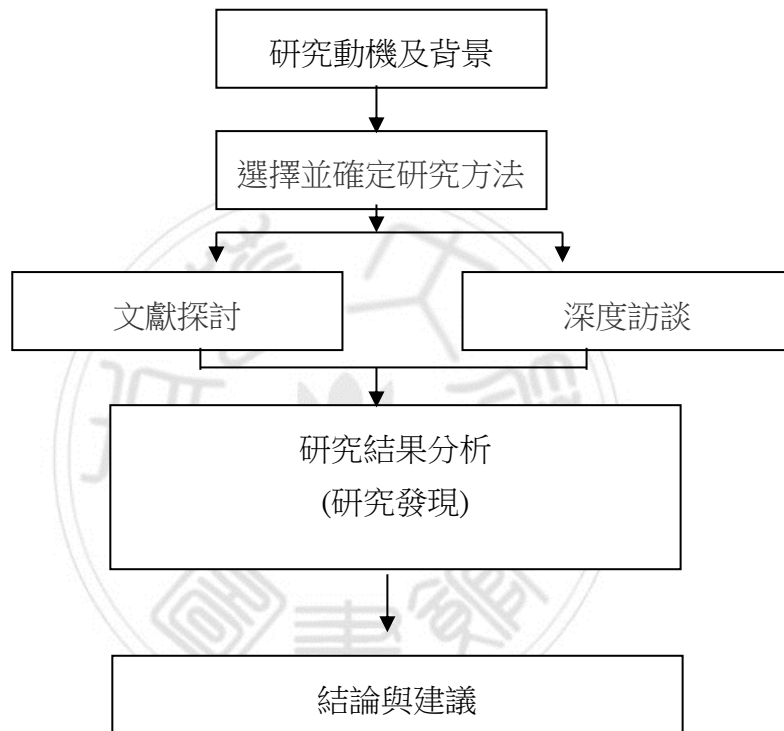 研究動機及背景
選擇並確定研究方法
文獻探討
深度訪談
研究結果分析
(研究發現)
結論與建議